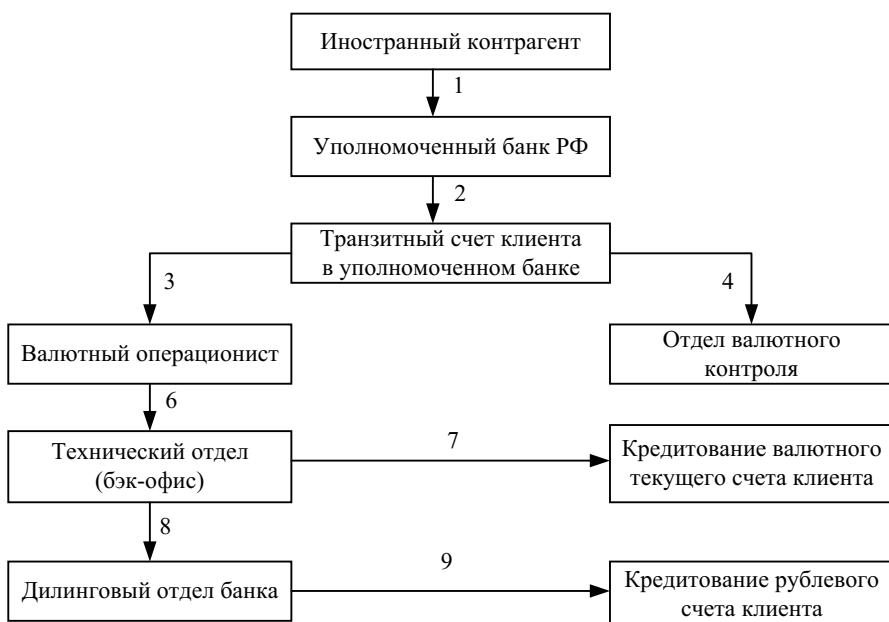 Иностранный контрагент
1
Уполномоченный банк РФ
2
Транзитный счет клиента
в уполномоченном банке
3
4
Валютный операционист
Отдел валютного
контроля
6
Технический отдел
(бэк-офис)
7
Кредитование валютного
текущего счета клиента
8
Дилинговый отдел банка
9
Кредитование рублевого
счета клиента